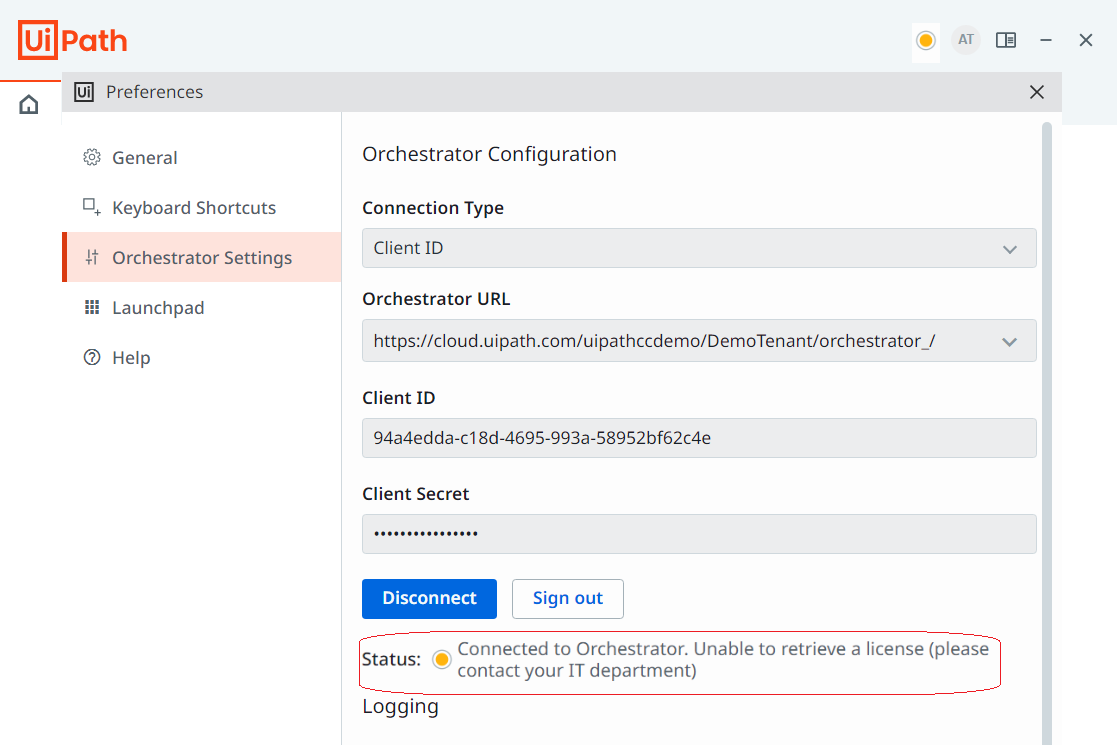 UiPath
AT
Ui Preferences
General
Keyboard Shortcuts
Orchestrator Settings
Launchpad
Help
Orchestrator Configuration
Connection Type
Client ID
Orchestrator URL
https://cloud.uipath.com/uipathccdemo/DemoTenant/orchestrator_/
Client ID
94a4edda-c18d-4695-993a-58952bf62c4e
Client Secret
••••••••••••••••
Disconnect Sign out
Status: Connected to Orchestrator. Unable to retrieve a license (please
contact your IT department)
Logging